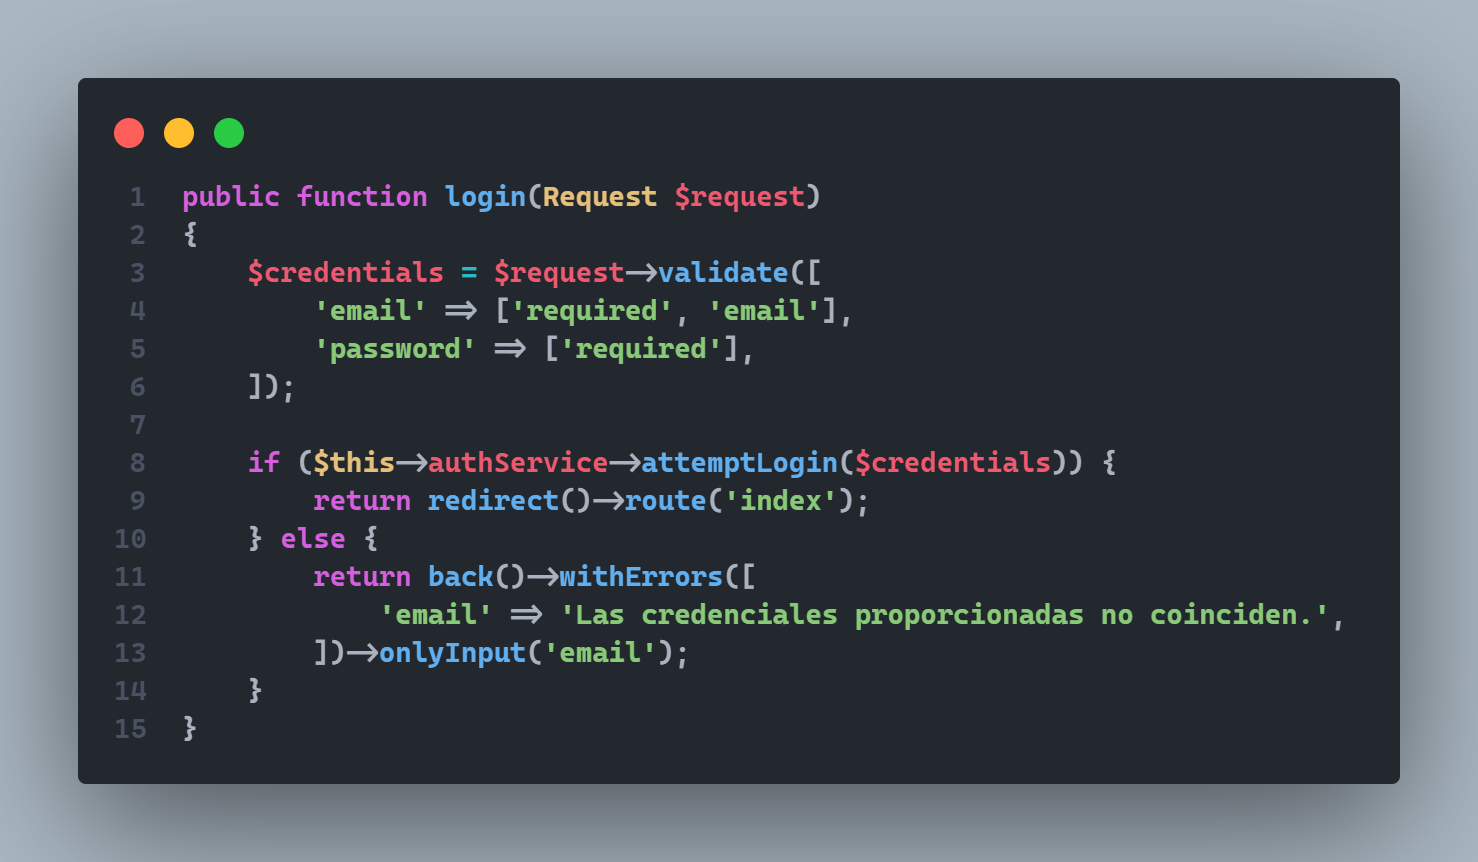 1 public function login(Request $request)
2 {
3     $credentials = $request->validate([
4         'email' => ['required', 'email'],
5         'password' => ['required'],
6     ]);
7
8     if ($this->authService->attemptLogin($credentials)) {
9         return redirect()->route('index');
10     } else {
11         return back()->withErrors([
12             'email' => 'Las credenciales proporcionadas no coinciden.',
13         ])->onlyInput('email');
14     }
15 }